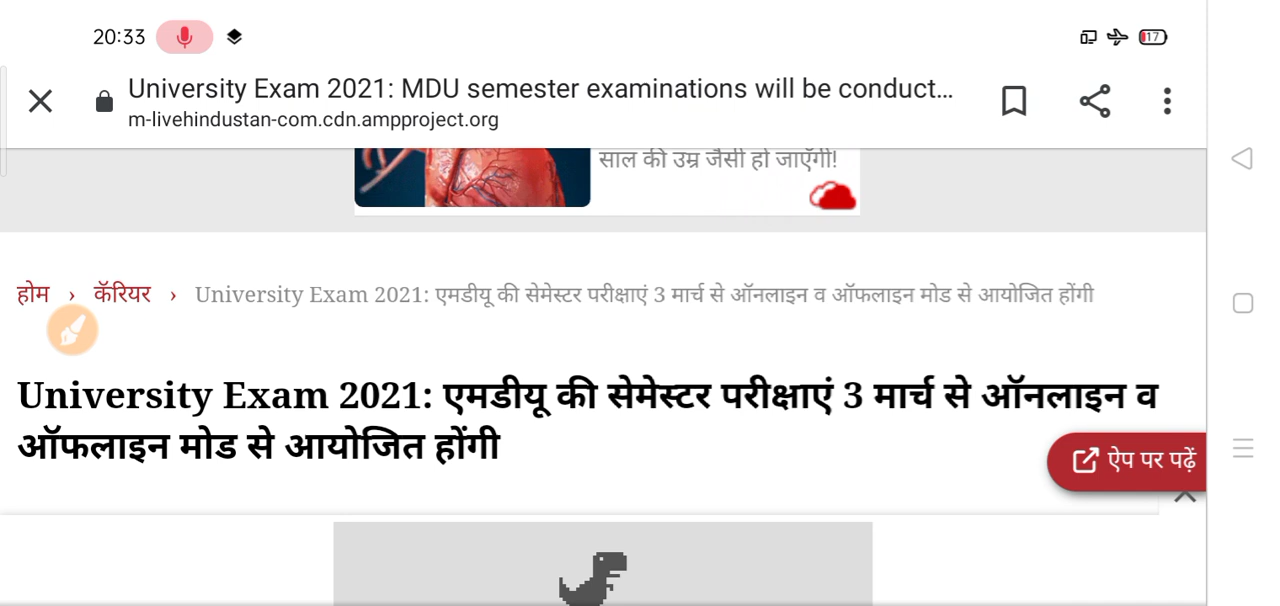 20:33
17
University Exam 2021: MDU semester examinations will be conduct...
m-livehindustan-com.cdn.ampproject.org
साल की उम्र जैसी हो जाएँगी!
होम › कॅरियर › University Exam 2021: एमडीयू की सेमेस्टर परीक्षाएं 3 मार्च से ऑनलाइन व ऑफलाइन मोड से आयोजित होंगी
University Exam 2021: एमडीयू की सेमेस्टर परीक्षाएं 3 मार्च से ऑनलाइन व
ऑफलाइन मोड से आयोजित होंगी
ऐप पर पढ़ें